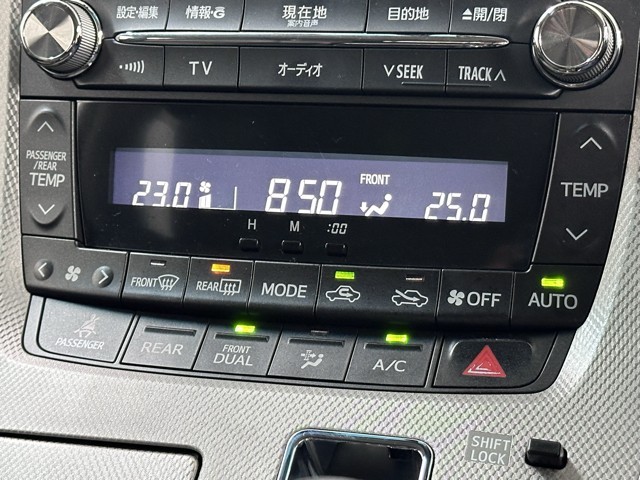 設定・編集 情報・G 現在地 目的地 ⏏開/閉
案内音声
TV オーディオ ∨SEEK TRACK∧
PASSENGER
/REAR
TEMP
23.0 8:50 FRONT 25.0
TEMP
H M :00
FRONT REAR MODE OFF AUTO
PASSENGER REAR FRONT DUAL A/C
SHIFT
LOCK